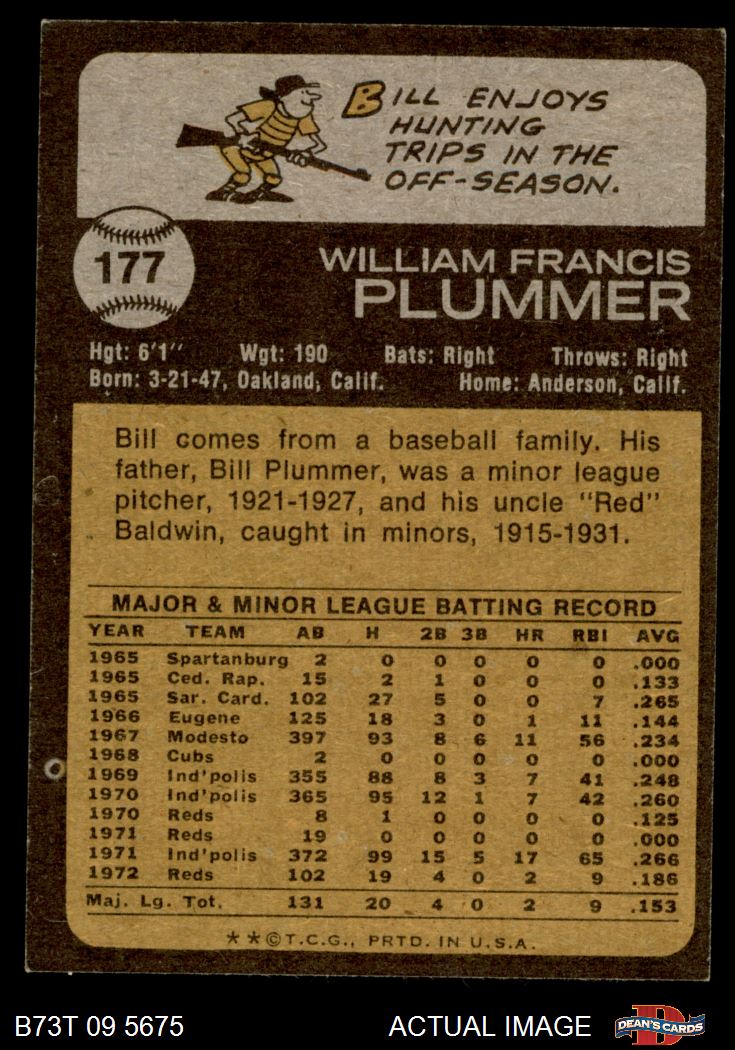 BILL ENJOYS
HUNTING
TRIPS IN THE
OFF-SEASON.
177
WILLIAM FRANCIS
PLUMMER
Hgt: 6'1" Wgt: 190 Bats: Right Throws: Right
Born: 3-21-47, Oakland, Calif. Home: Anderson, Calif.
Bill comes from a baseball family. His
father, Bill Plummer, was a minor league
pitcher, 1921-1927, and his uncle "Red"
Baldwin, caught in minors, 1915-1931.
MAJOR & MINOR LEAGUE BATTING RECORD
YEAR TEAM AB H 2B 3B HR RBI AVG
1965 Spartanburg 2 0 0 0 0 0 .000
1965 Ced. Rap. 15 2 1 0 0 0 .133
1965 Sar. Card. 102 27 5 0 0 7 .265
1966 Eugene 125 18 3 0 1 11 .144
1967 Modesto 397 93 8 6 11 56 .234
1968 Cubs 2 0 0 0 0 0 .000
1969 Ind'polis 355 88 8 3 7 41 .248
1970 Ind'polis 365 95 12 1 7 42 .260
1970 Reds 8 1 0 0 0 0 .125
1971 Reds 19 0 0 0 0 0 .000
1971 Ind'polis 372 99 15 5 17 65 .266
1972 Reds 102 19 4 0 2 9 .186
Maj. Lg. Tot. 131 20 4 0 2 9 .153
**©T.C.G., PRTD. IN U.S.A.
B73T 09 5675 ACTUAL IMAGE
D
DEAN'S CARDS